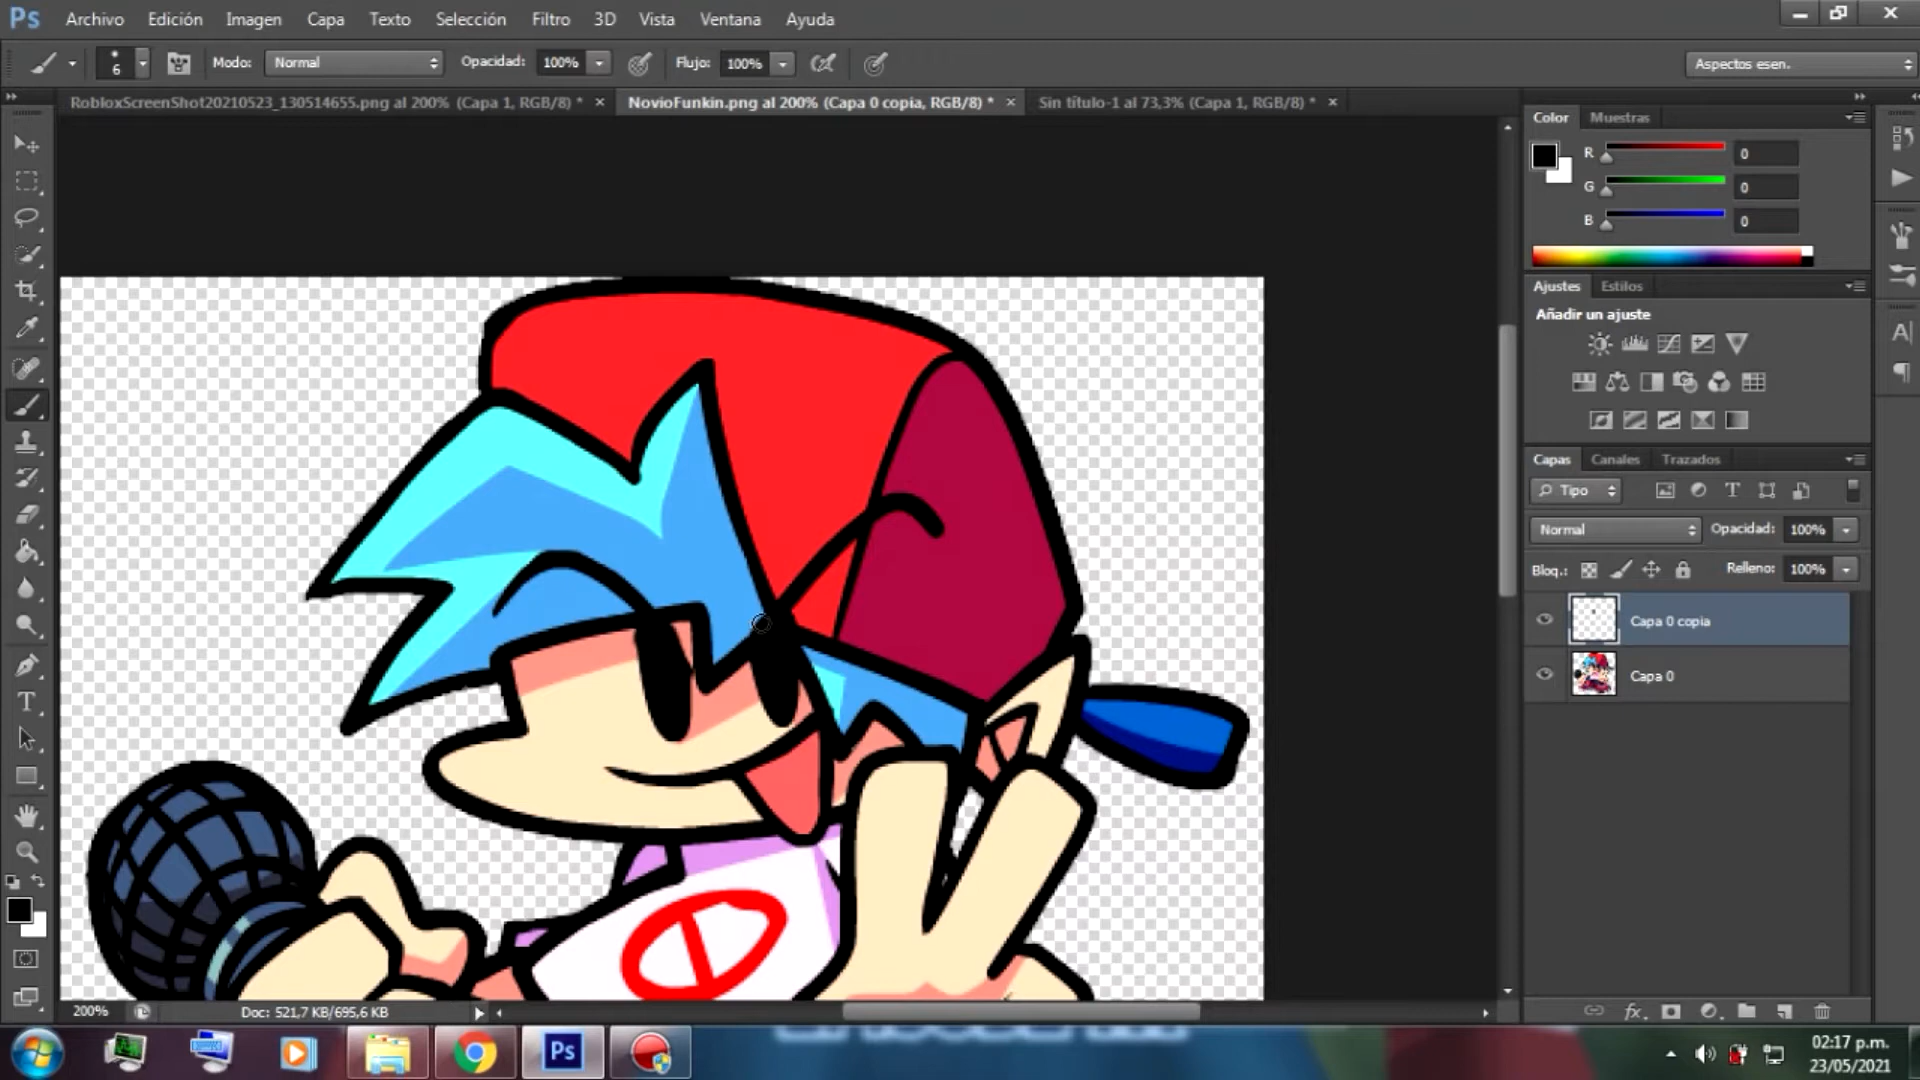 Ps Archivo Edición Imagen Capa Texto Selección Filtro 3D Vista Ventana Ayuda
6 Modo: Normal Opacidad: 100% Flujo: 100% Aspectos esen.
RobloxScreenShot20210523_130514655.png al 200% (Capa 1, RGB/8) * × NovioFunkin.png al 200% (Capa 0 copia, RGB/8) * × Sin título-1 al 73,3% (Capa 1, RGB/8) * ×
Color Muestras
R 0
G 0
B 0
Ajustes Estilos
Añadir un ajuste
Capas Canales Trazados
Tipo
Normal Opacidad: 100%
Bloq.: Relleno: 100%
Capa 0 copia
Capa 0
200% Doc: 521,7 KB/695,6 KB
Ps
02:17 p.m.
23/05/2021